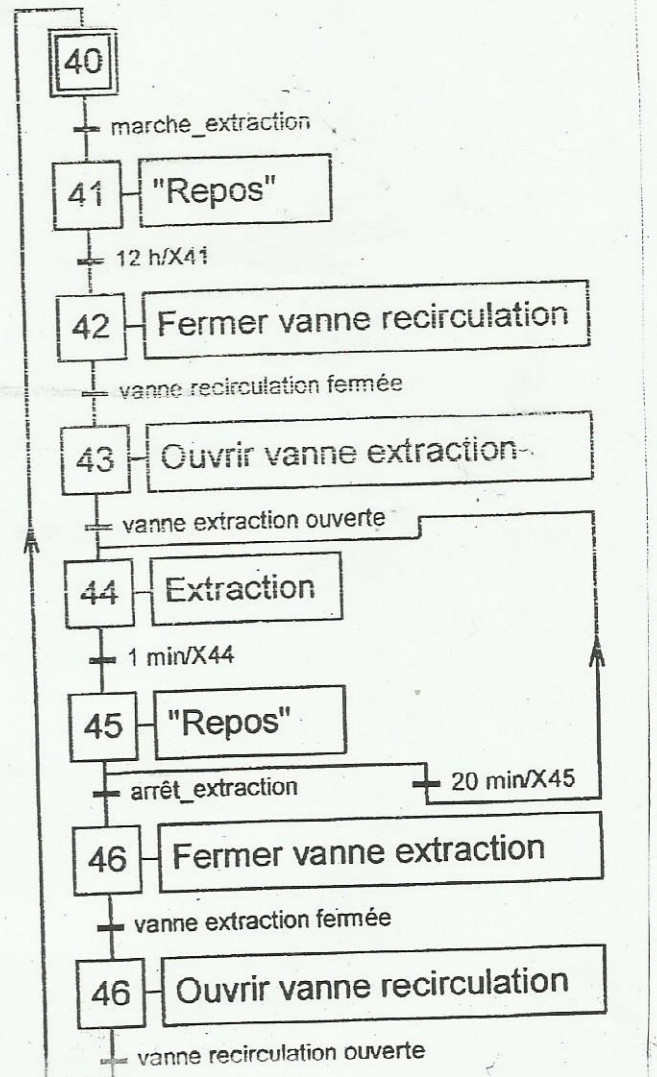 40
marche_extraction
41 "Repos"
12 h/X41
42 Fermer vanne recirculation
vanne recirculation fermée
43 Ouvrir vanne extraction
vanne extraction ouverte
44 Extraction
1 min/X44
45 "Repos"
arrêt_extraction 20 min/X45
46 Fermer vanne extraction
vanne extraction fermée
46 Ouvrir vanne recirculation
vanne recirculation ouverte